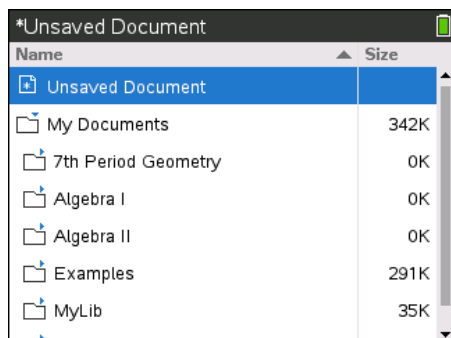 *Unsaved Document
Name Size
Unsaved Document
My Documents 342K
7th Period Geometry 0K
Algebra I 0K
Algebra II 0K
Examples 291K
MyLib 35K